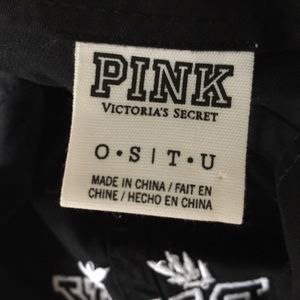 PINK
VICTORIA'S SECRET
O•S|T•U
MADE IN CHINA / FAIT EN
CHINE / HECHO EN CHINA